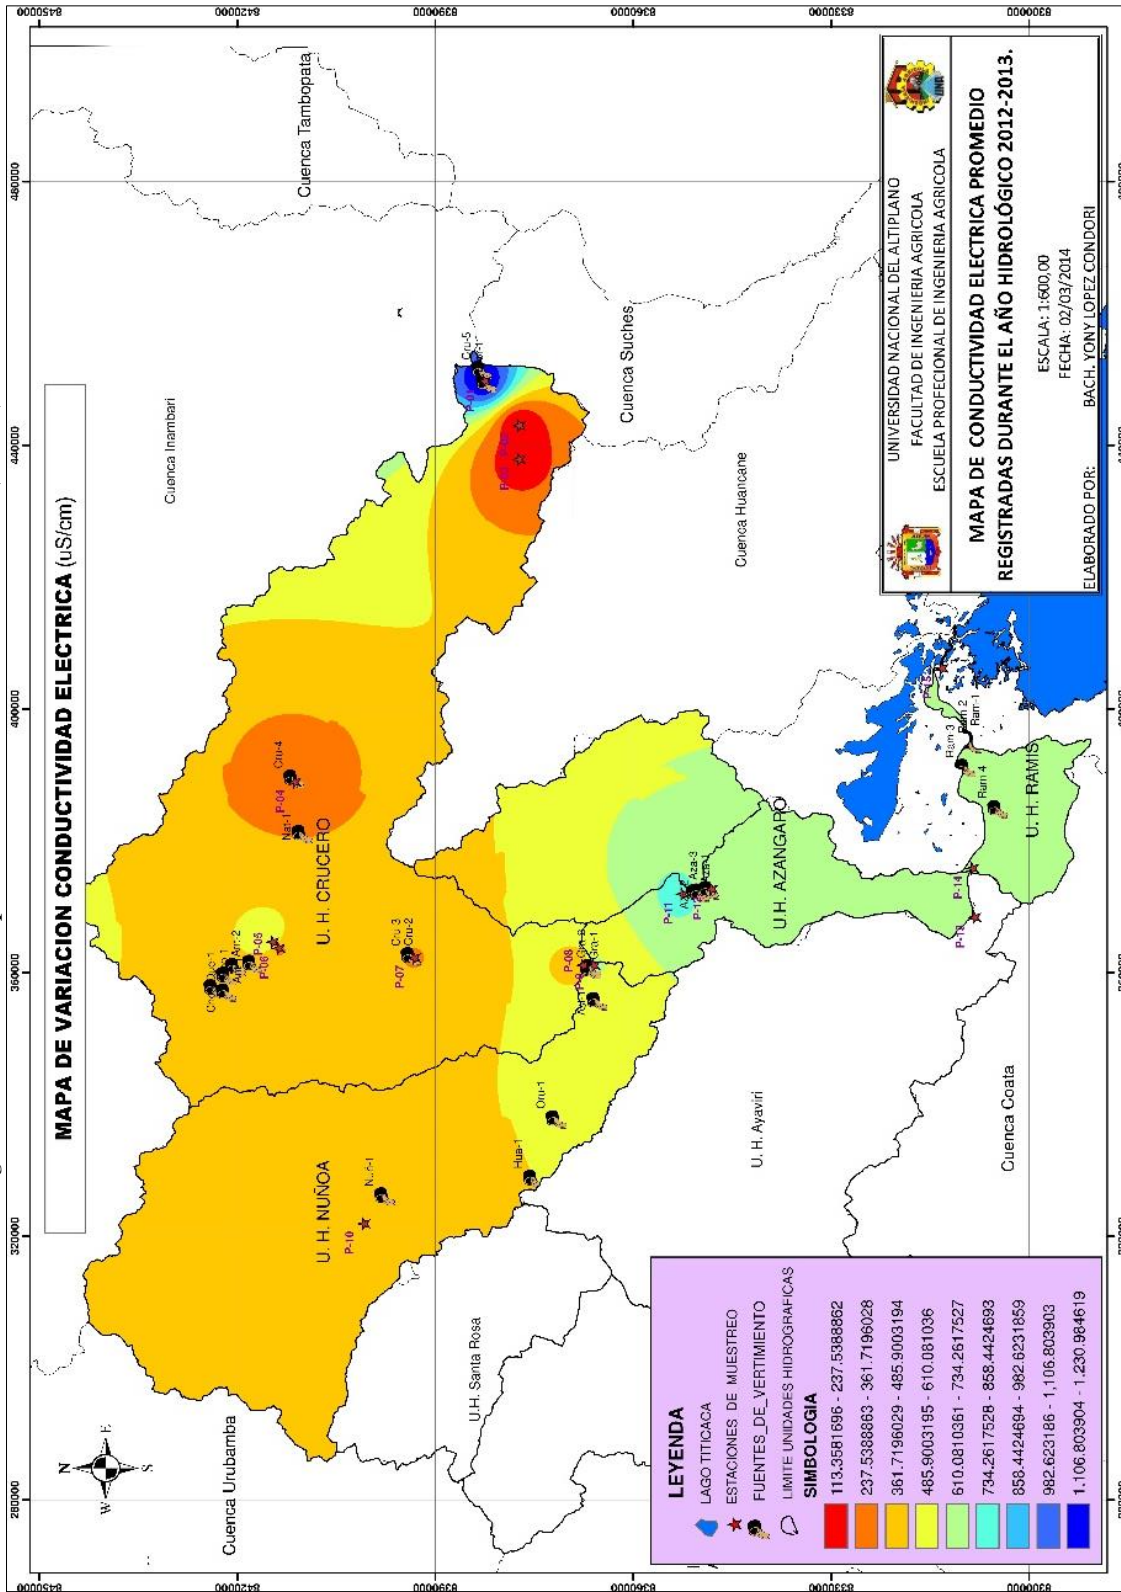 MAPA DE VARIACION CONDUCTIVIDAD ELECTRICA (uS/cm)
280000
320000
360000
400000
440000
480000
8450000
8420000
8390000
8360000
8330000
8300000
N
E
S
W
Cuenca Urubamba
Cuenca Inambari
Cuenca Tambopata
Cuenca Suches
Cuenca Huancane
Cuenca Coata
U.H. Santa Rosa
U. H. Ayaviri
U. H. NUÑOA
U. H. CRUCERO
U.H. AZANGARO
U. H. RAMIS
P-10
Hua-1
Oru-1
P-05
P-06
Nat-1
P-04
Cru-4
P-07
Cru 3
Cru-2
P-08
Gra-1
P-11
Aza-3
P-13
P-14
P-15
Ram-3
Ram 2
Ram-1
Ram 4
Cru-5
P-01
LEYENDA
LAGO TITICACA
ESTACIONES DE MUESTREO
FUENTES_DE_VERTIMIENTO
LIMITE UNIDADES HIDROGRAFICAS
SIMBOLOGIA
113.3581696 - 237.5388862
237.5388863 - 361.7196028
361.7196029 - 485.9003194
485.9003195 - 610.081036
610.0810361 - 734.2617527
734.2617528 - 858.4424693
858.4424694 - 982.6231859
982.623186 - 1,106.803903
1.106.803904 - 1.230.984619
UNIVERSIDAD NACIONAL DEL ALTIPLANO
FACULTAD DE INGENIERIA AGRICOLA
ESCUELA PROFECIONAL DE INGENIERIA AGRICOLA
MAPA DE CONDUCTIVIDAD ELECTRICA PROMEDIO
REGISTRADAS DURANTE EL AÑO HIDROLÓGICO 2012-2013.
ESCALA: 1:600,00
FECHA: 02/03/2014
ELABORADO POR: BACH. YONY LOPEZ CONDORI